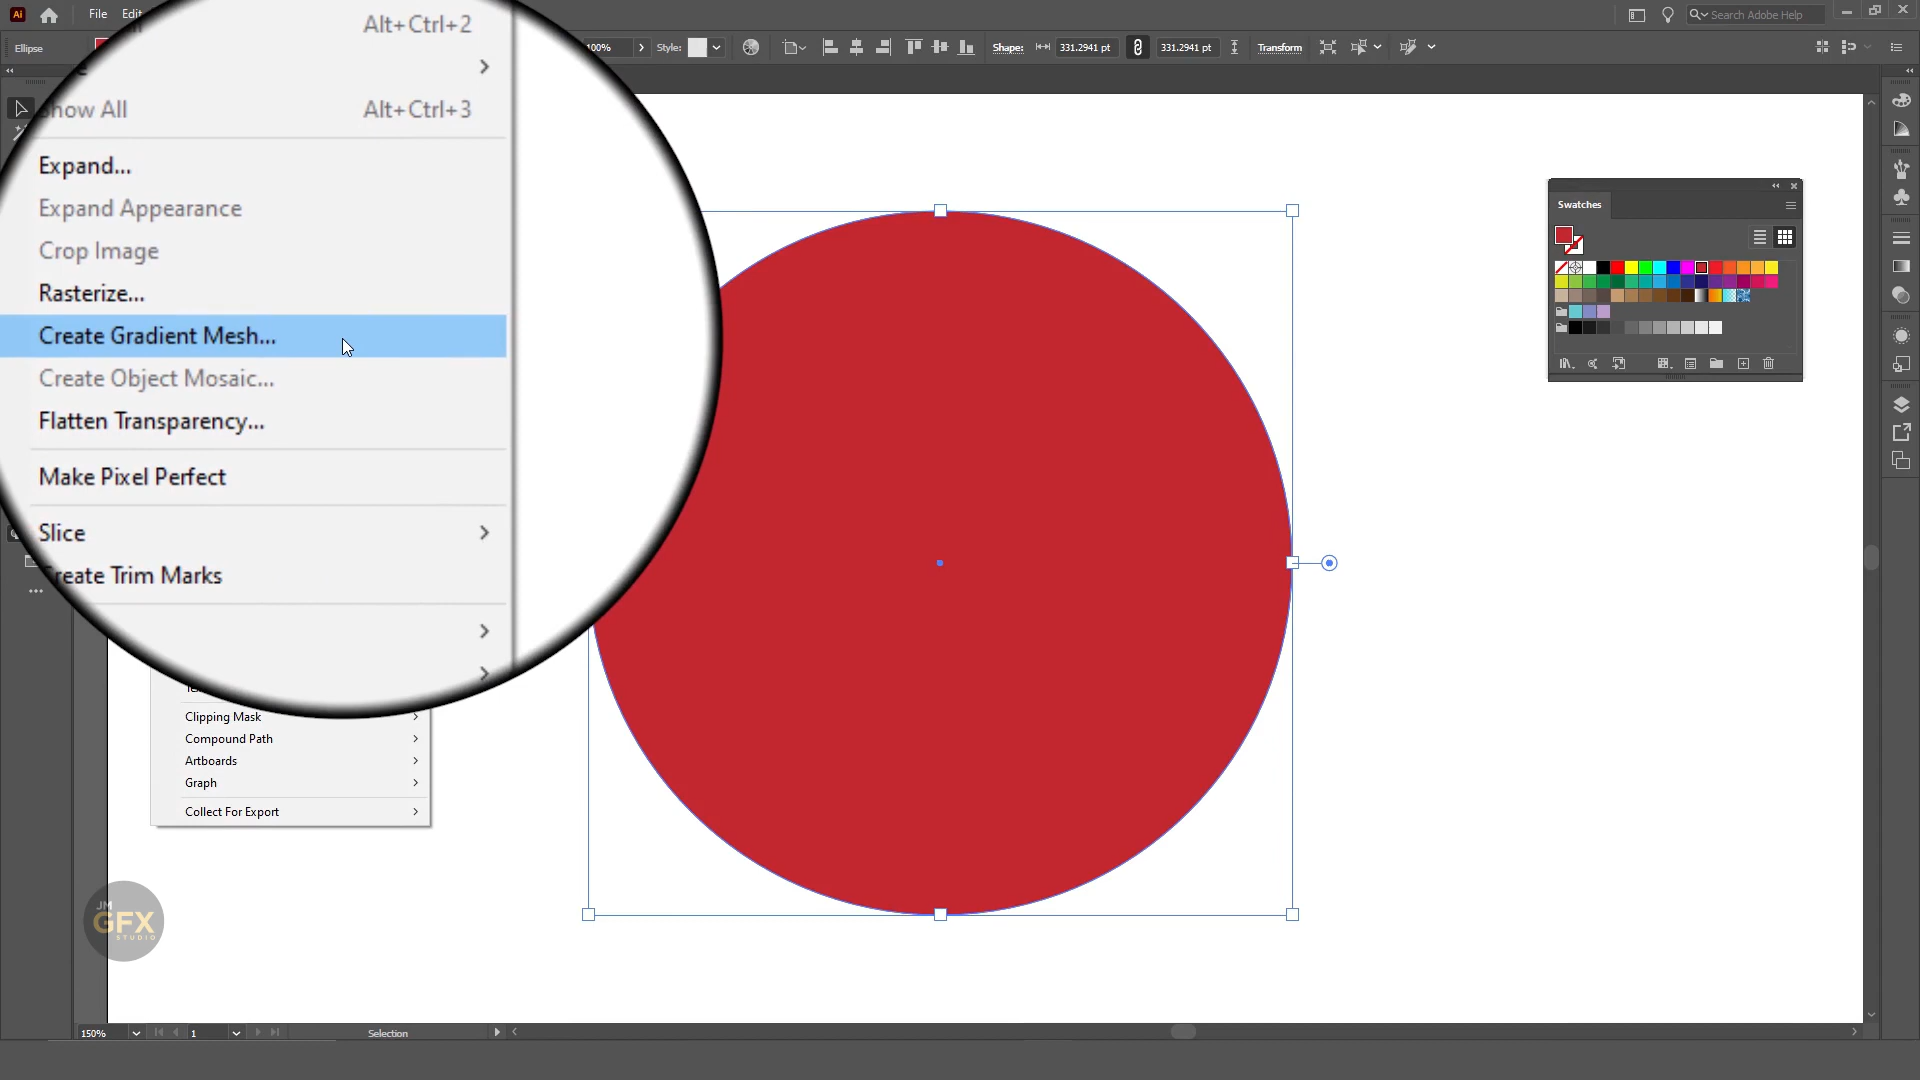 Ai
File
Edit
Search Adobe Help
Ellipse
100%
Style:
Shape:
331.2941 pt
331.2941 pt
Transform
Alt+Ctrl+2
Show All
Alt+Ctrl+3
Expand...
Expand Appearance
Crop Image
Rasterize...
Create Gradient Mesh...
Create Object Mosaic...
Flatten Transparency...
Make Pixel Perfect
Slice
Create Trim Marks
Clipping Mask
Compound Path
Artboards
Graph
Collect For Export
Swatches
JM
GFX
STUDIO
150%
1
Selection